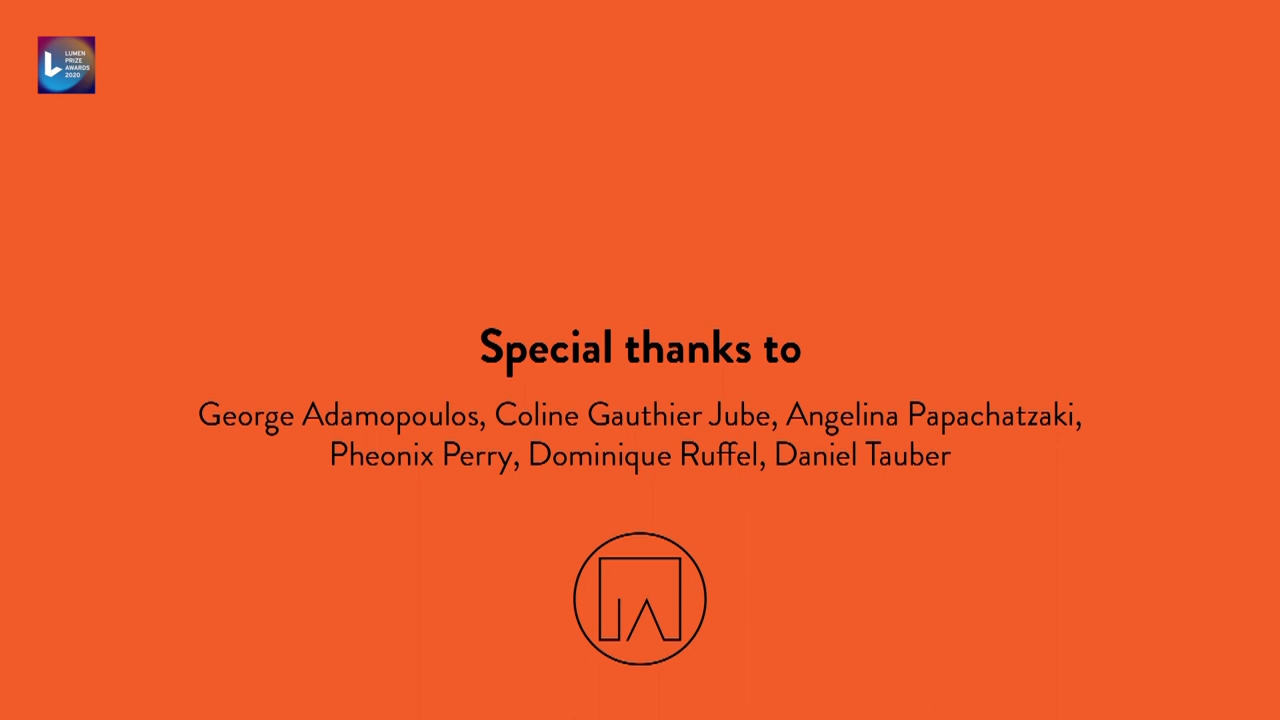 LUMEN
PRIZE
AWARDS
2020
Special thanks to
George Adamopoulos, Coline Gauthier Jube, Angelina Papachatzaki,
Pheonix Perry, Dominique Ruffel, Daniel Tauber